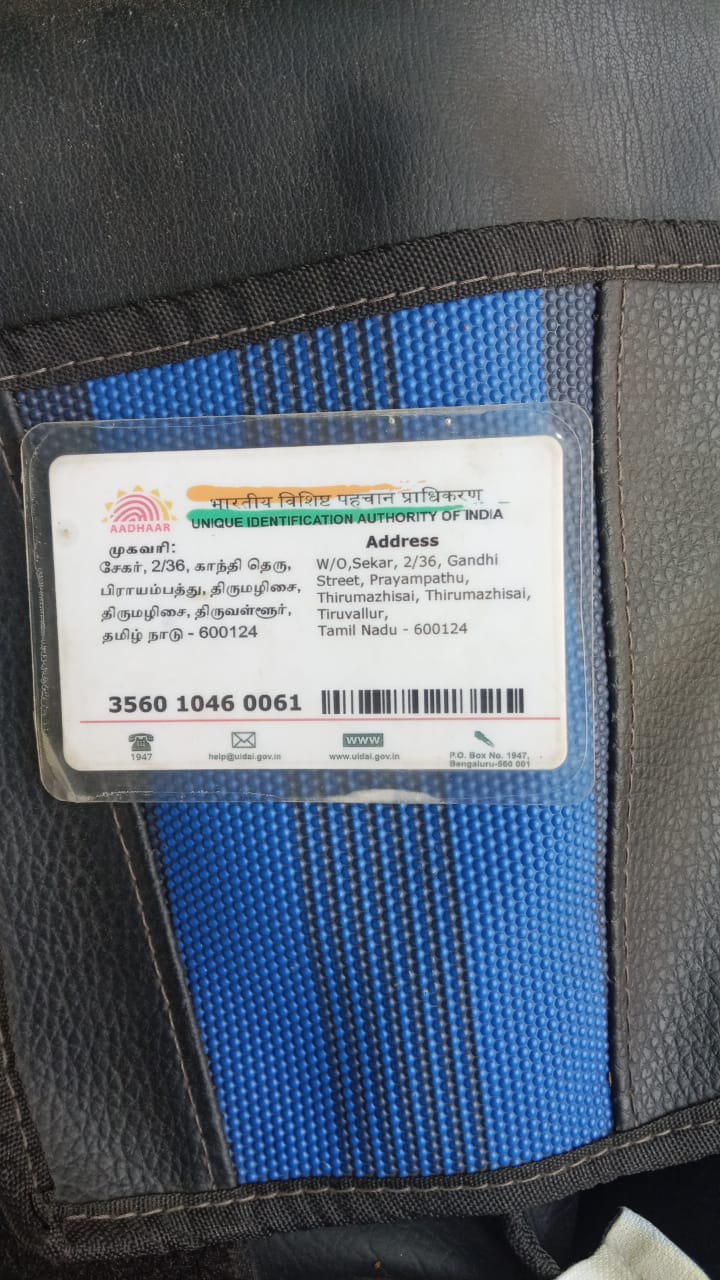 भारतीय विशिष्ट पहचान प्राधिकरण
AADHAAR
UNIQUE IDENTIFICATION AUTHORITY OF INDIA
முகவரி:
சேகர், 2/36, காந்தி தெரு,
பிராயம்பத்து, திருமழிசை,
திருமழிசை, திருவள்ளூர்,
தமிழ் நாடு - 600124
Address
W/O,Sekar, 2/36, Gandhi
Street, Prayampathu,
Thirumazhisai, Thirumazhisai,
Tiruvallur,
Tamil Nadu - 600124
3560 1046 0061
1947
help@uidai.gov.in
www
www.uidai.gov.in
P.O. Box No. 1947,
Bengaluru-560 001